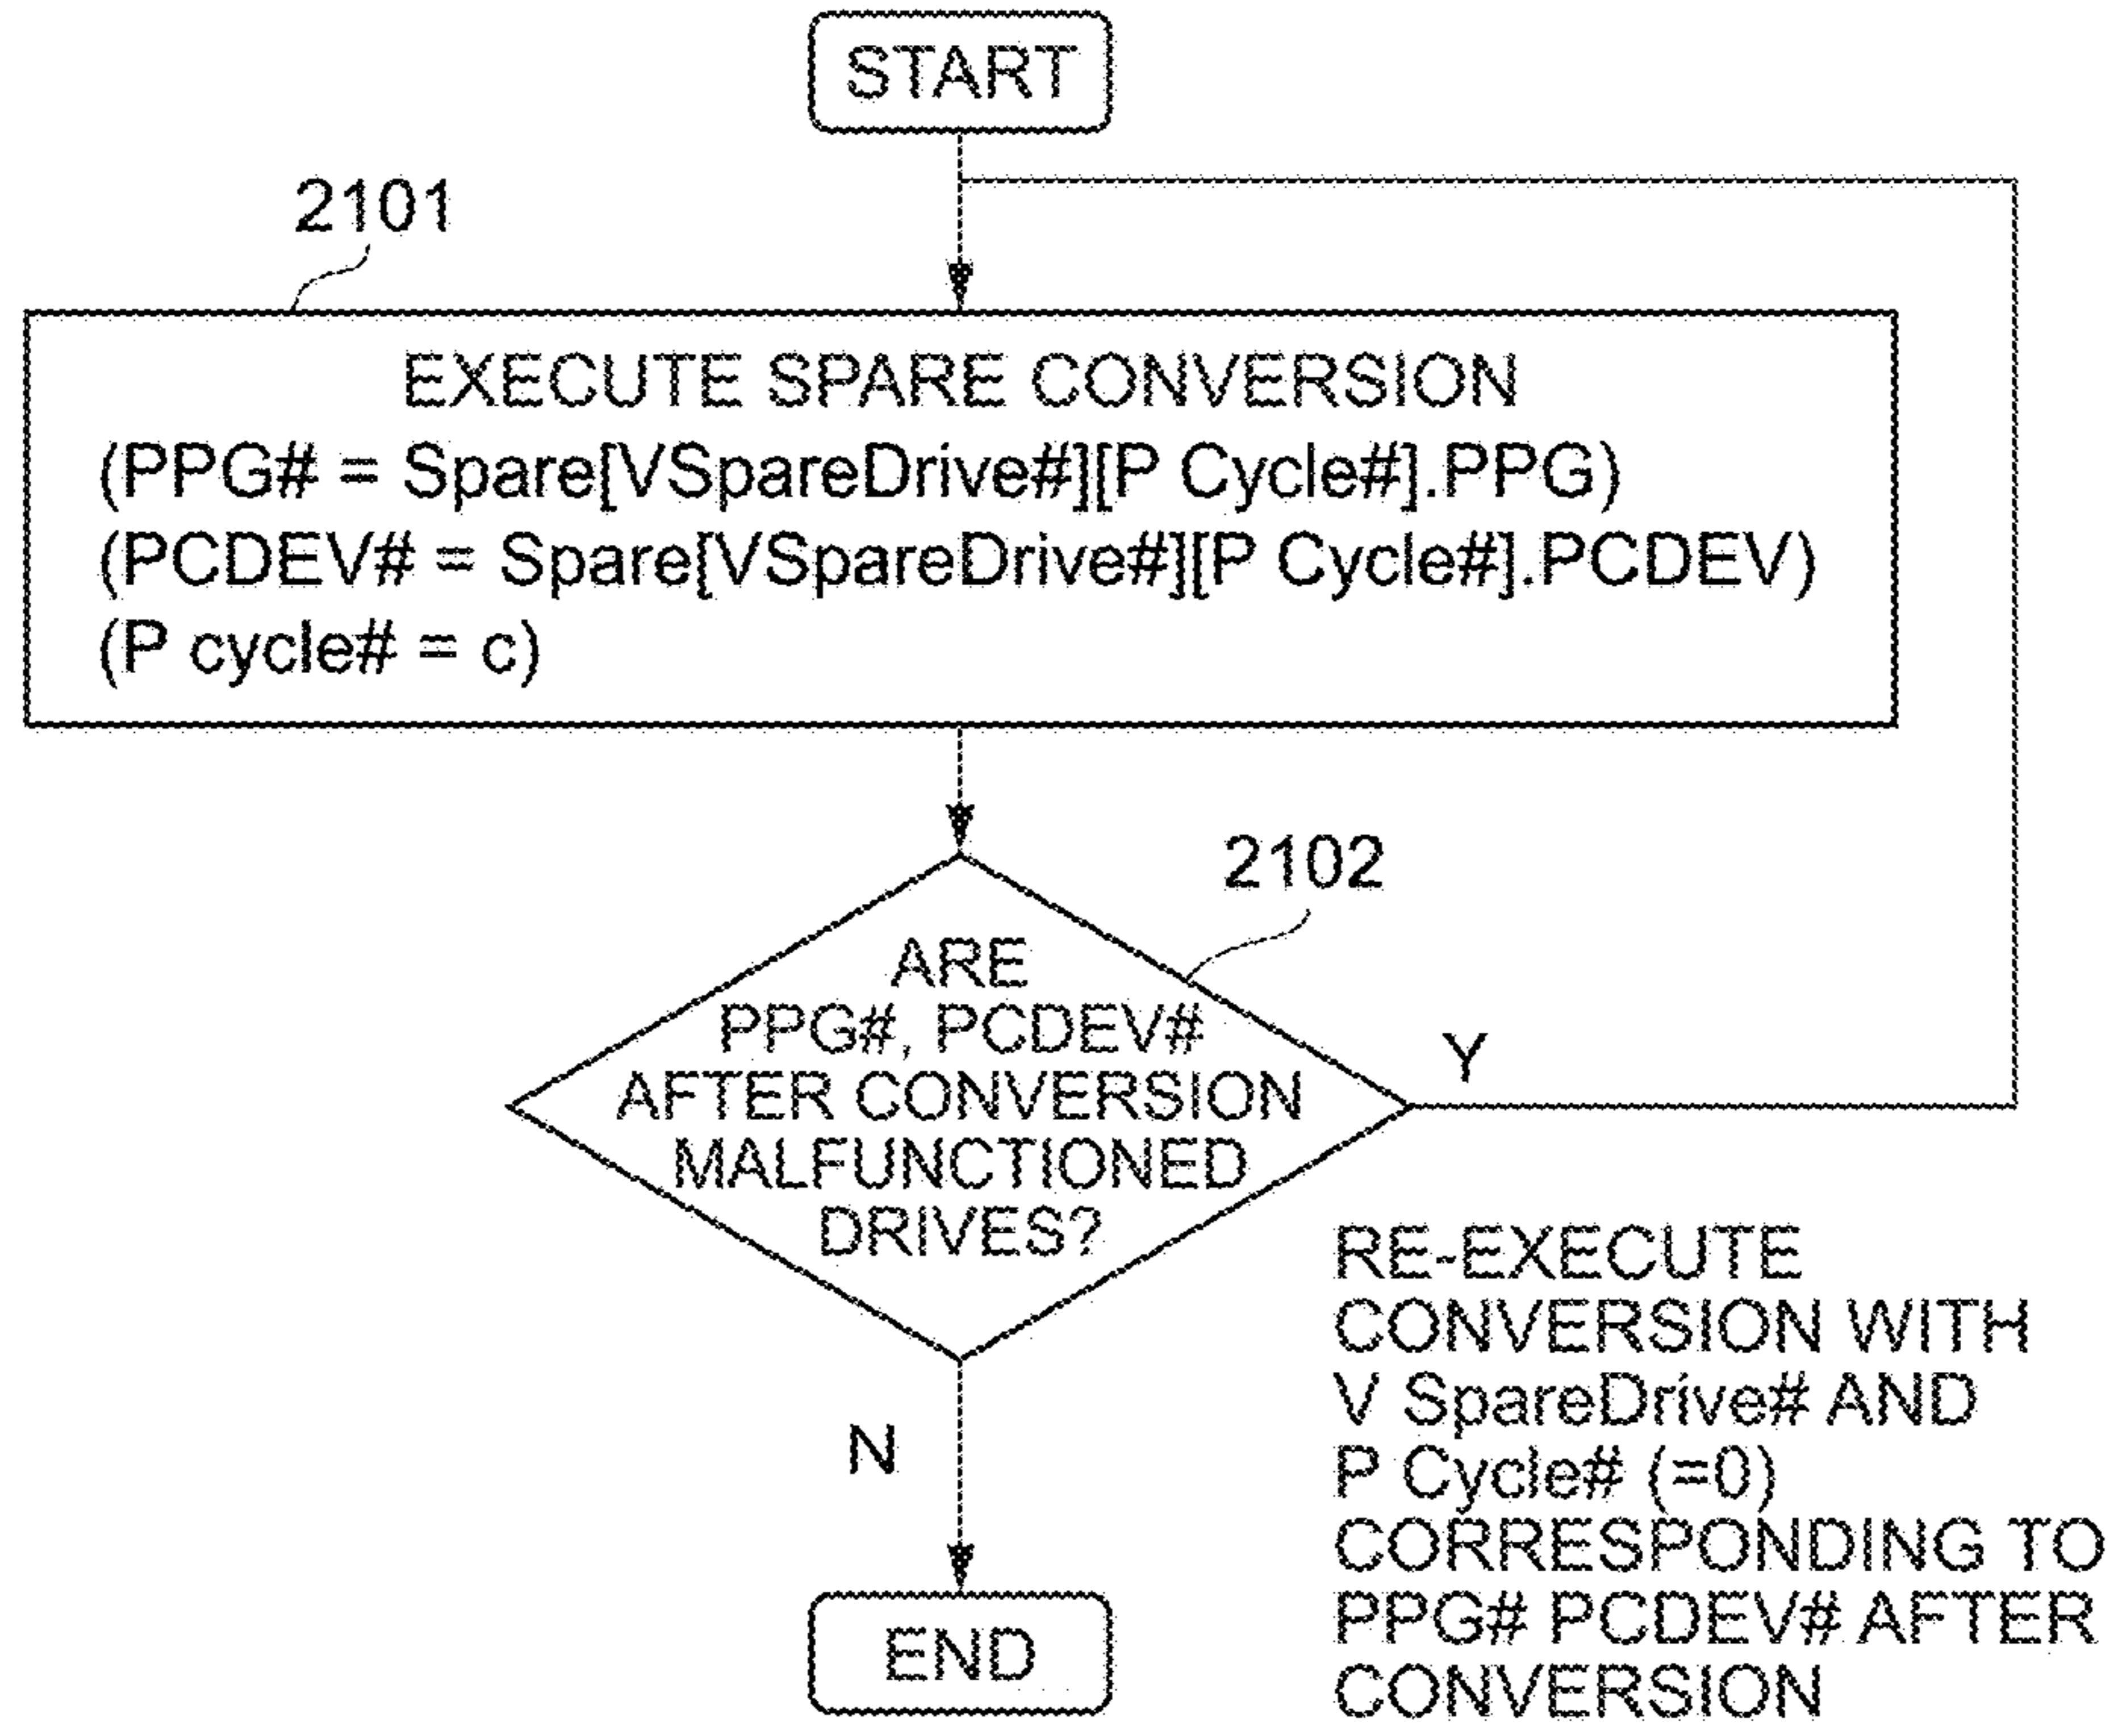 START
2101
EXECUTE SPARE CONVERSION
(PPG# = Spare[VSpareDrive#][P Cycle#].PPG)
(PCDEV# = Spare[VSpareDrive#][P Cycle#].PCDEV)
(P cycle# = c)
2102
ARE
PPG#, PCDEV#
AFTER CONVERSION
MALFUNCTIONED
DRIVES?
Y
N
RE-EXECUTE
CONVERSION WITH
V SpareDrive# AND
P Cycle# (=0)
CORRESPONDING TO
PPG# PCDEV# AFTER
CONVERSION
END